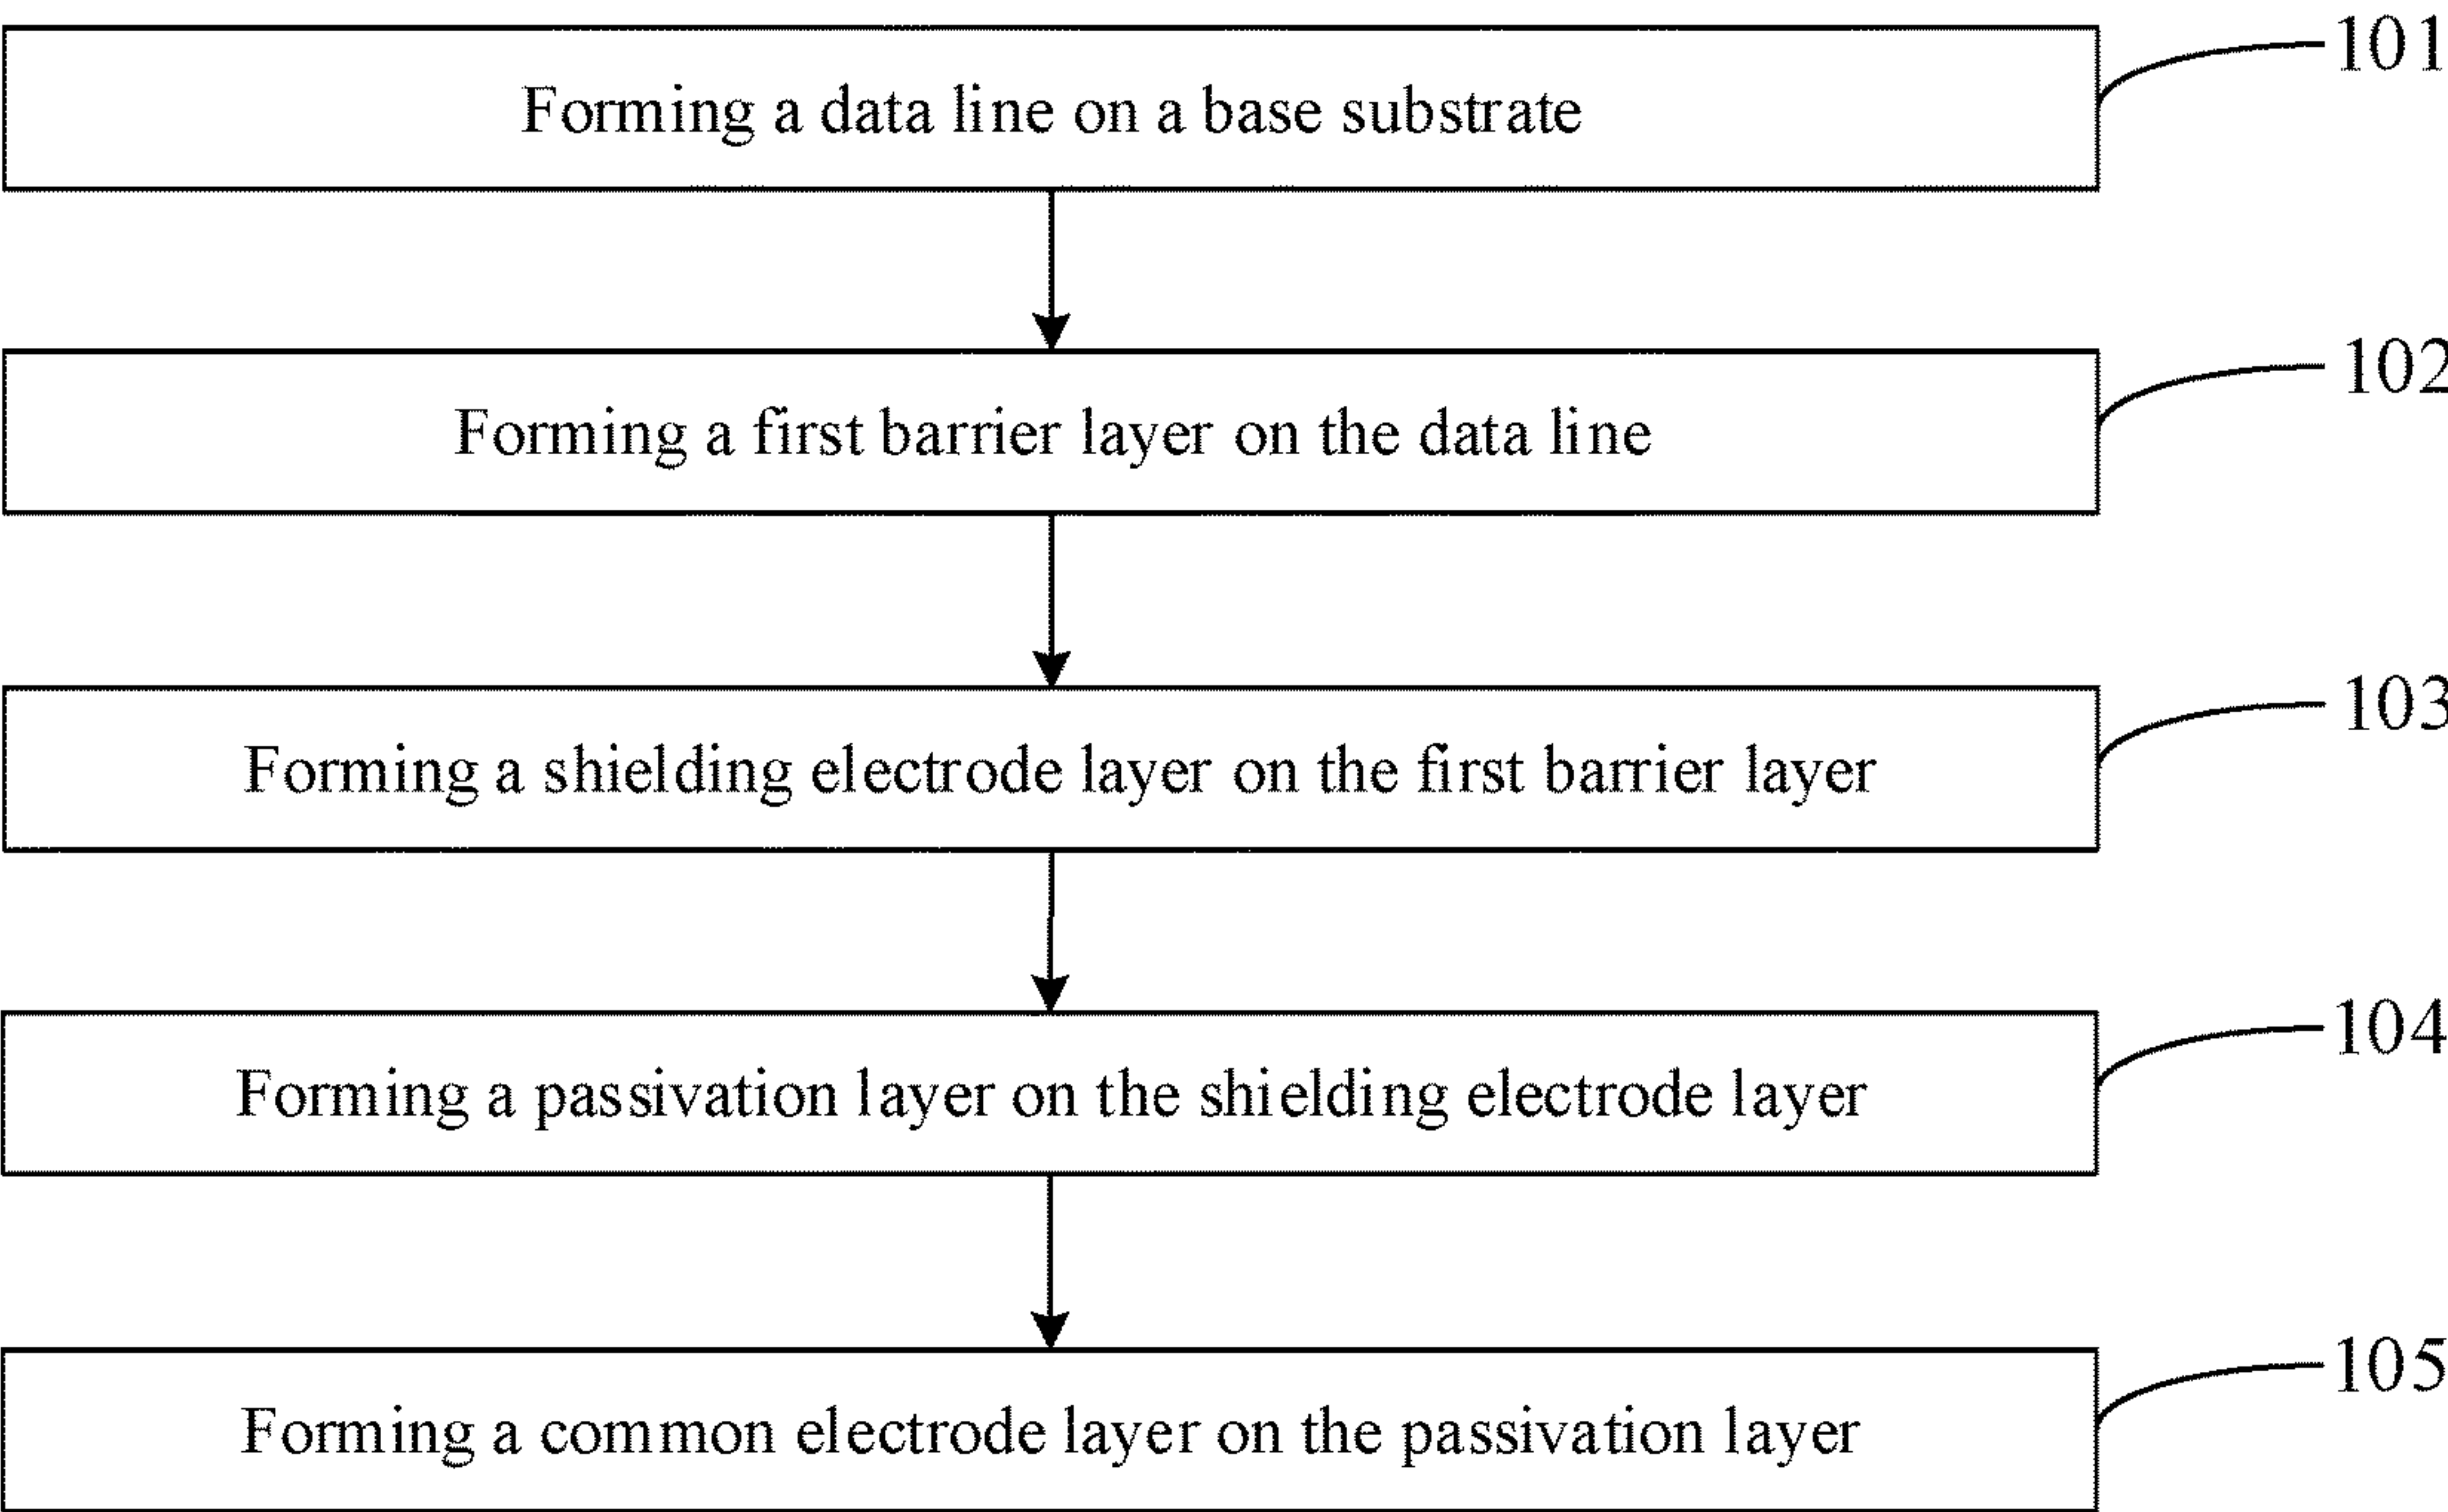 101
Forming a data line on a base substrate
102
Forming a first barrier layer on the data line
103
Forming a shielding electrode layer on the first barrier layer
104
Forming a passivation layer on the shielding electrode layer
105
Forming a common electrode layer on the passivation layer